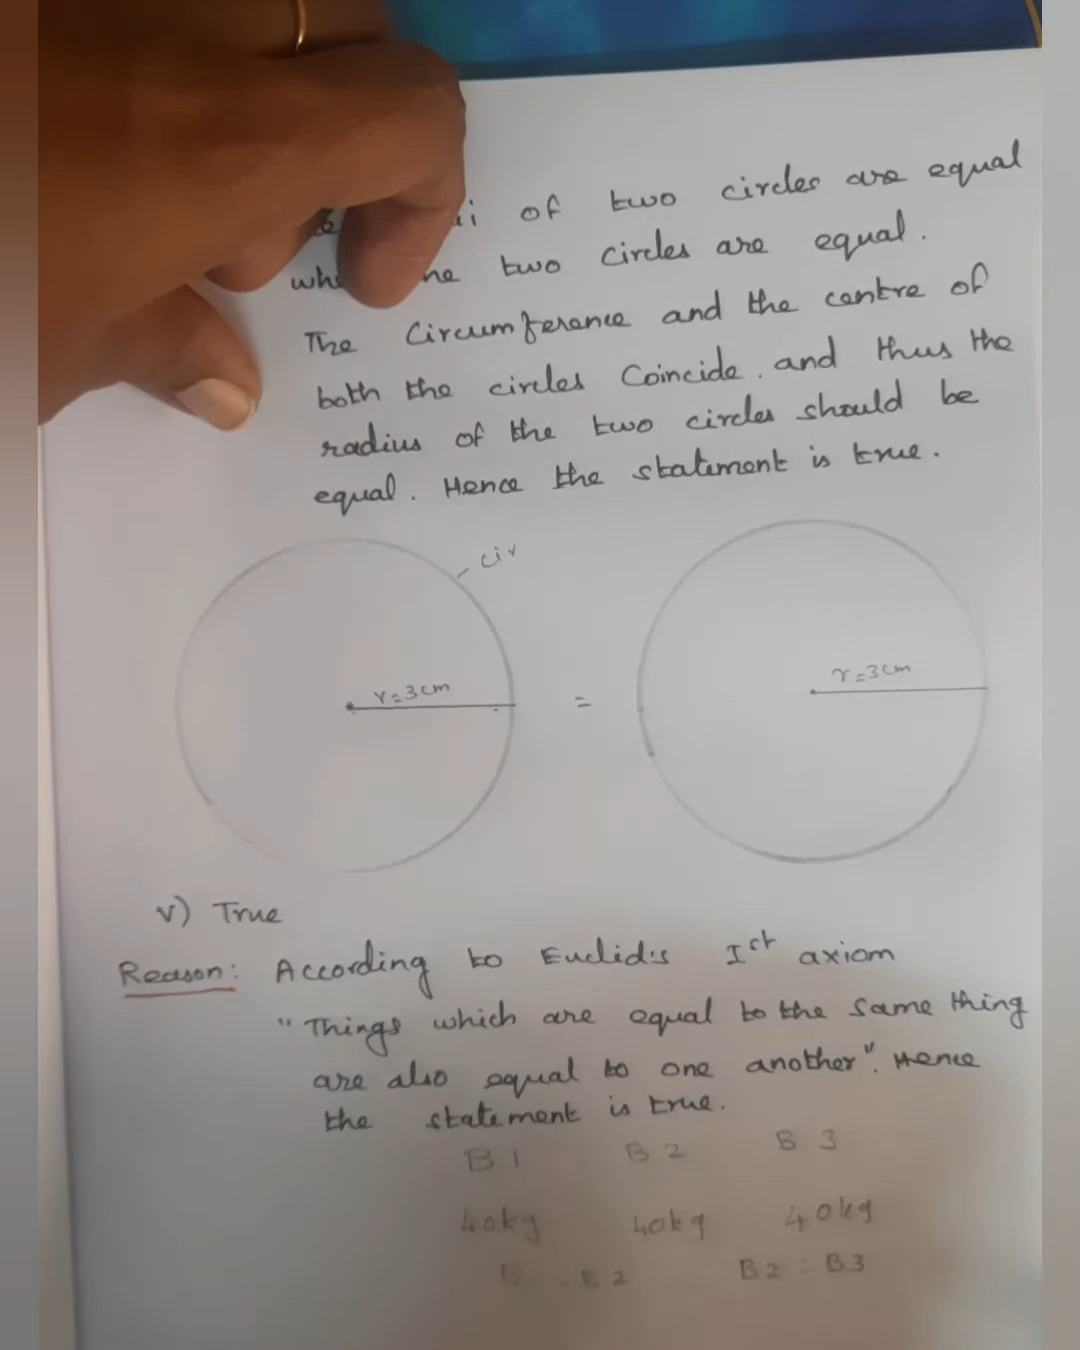 of two circles are equal
two circles are equal.
The Circumference and the centre of
both the circles Coincide. and thus the
radius of the two circles should be
equal. Hence the statement is true.
- cir
r=3cm
=
r=3cm
v) True
Reason: According to Euclid's Ist axiom
"Things which are equal to the same thing
are also equal to one another". Hence
the statement is true.
B1 B2 B3
40kg 40kg 40kg
B2 = B3